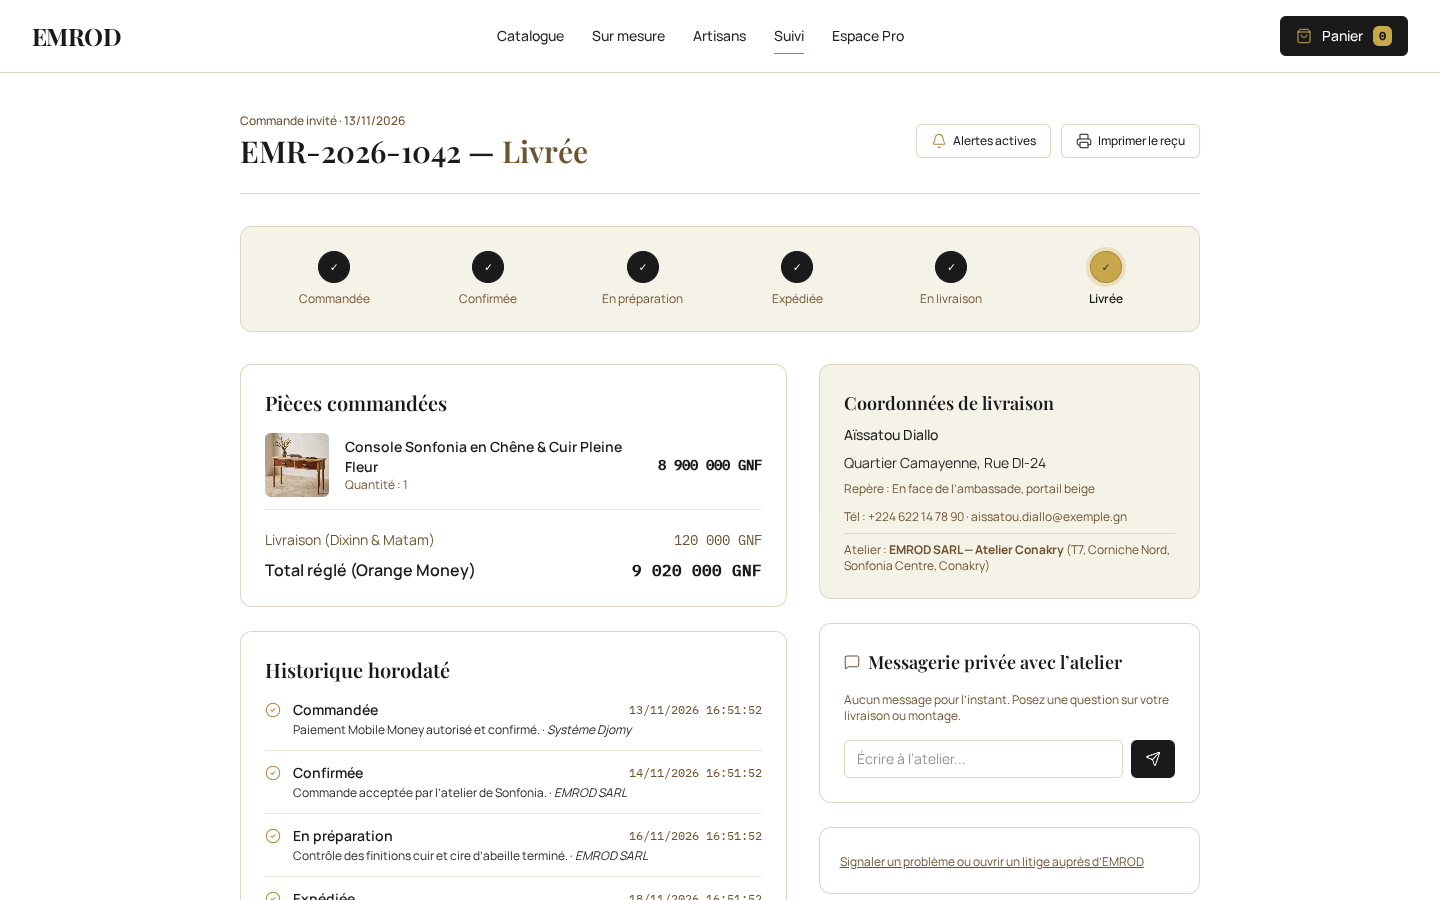 EMROD
Catalogue
Sur mesure
Artisans
Suivi
Espace Pro
Panier 0
Commande invité · 13/11/2026
EMR-2026-1042 — Livrée
Alertes actives
Imprimer le reçu
Commandée
Confirmée
En préparation
Expédiée
En livraison
Livrée
Pièces commandées
Console Sonfonia en Chêne & Cuir Pleine
Fleur
Quantité : 1
8 900 000 GNF
Livraison (Dixinn & Matam) 120 000 GNF
Total réglé (Orange Money) 9 020 000 GNF
Historique horodaté
Commandée 13/11/2026 16:51:52
Paiement Mobile Money autorisé et confirmé. · Système Djomy
Confirmée 14/11/2026 16:51:52
Commande acceptée par l'atelier de Sonfonia. · EMROD SARL
En préparation 16/11/2026 16:51:52
Contrôle des finitions cuir et cire d'abeille terminé. · EMROD SARL
Expédiée 18/11/2026 16:51:52
Coordonnées de livraison
Aïssatou Diallo
Quartier Camayenne, Rue DI-24
Repère : En face de l'ambassade, portail beige
Tél : +224 622 14 78 90 · aissatou.diallo@exemple.gn
Atelier : EMROD SARL — Atelier Conakry (T7, Corniche Nord,
Sonfonia Centre, Conakry)
Messagerie privée avec l'atelier
Aucun message pour l'instant. Posez une question sur votre
livraison ou montage.
Écrire à l'atelier...
Signaler un problème ou ouvrir un litige auprès d'EMROD